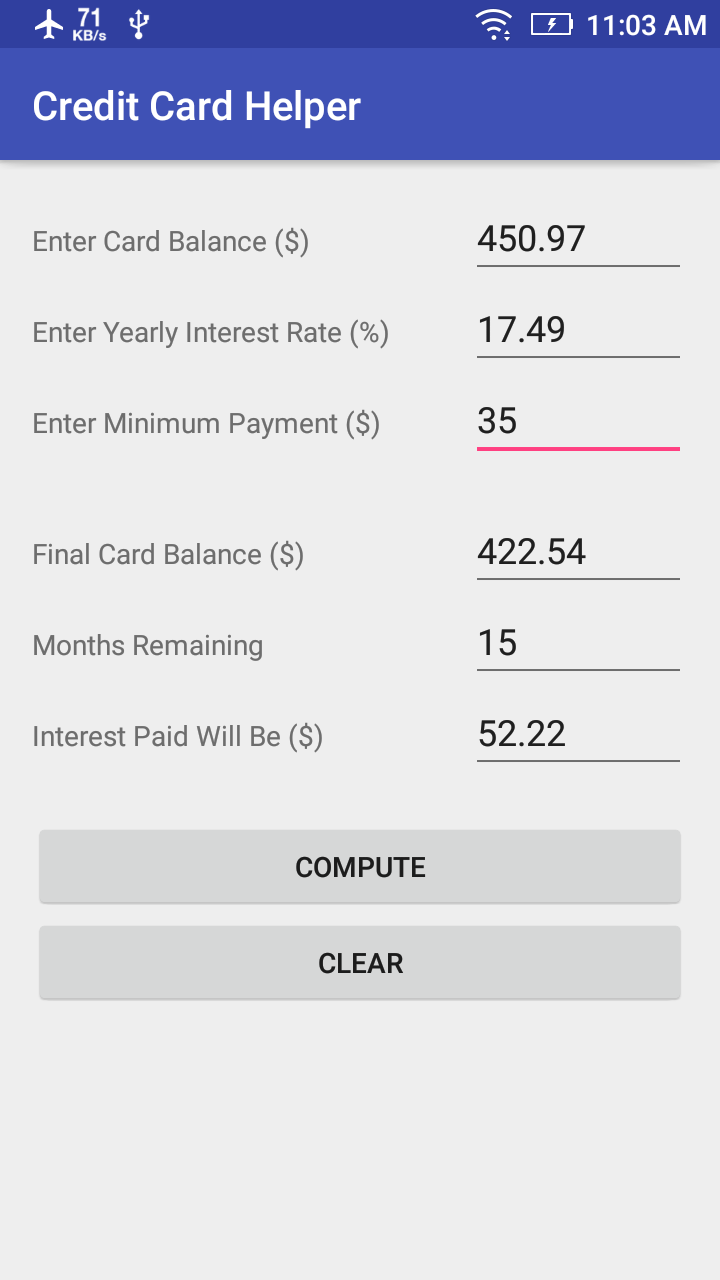 71 KB/s 11:03 AM
Credit Card Helper
Enter Card Balance ($) 450.97
Enter Yearly Interest Rate (%) 17.49
Enter Minimum Payment ($) 35
Final Card Balance ($) 422.54
Months Remaining 15
Interest Paid Will Be ($) 52.22
COMPUTE
CLEAR